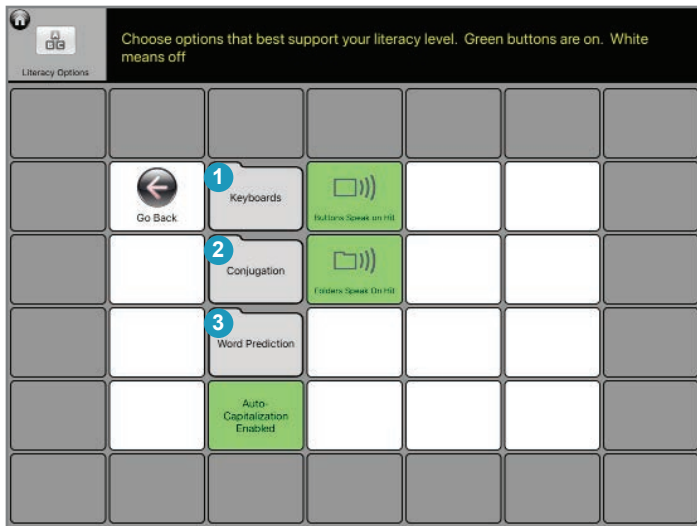 Choose options that best support your literacy level. Green buttons are on. White
means off
A
B C
Literacy Options
1
Go Back
Keyboards
Buttons Speak on Hit
2
Conjugation
Folders Speak On Hit
3
Word Prediction
Auto-
Capitalization
Enabled